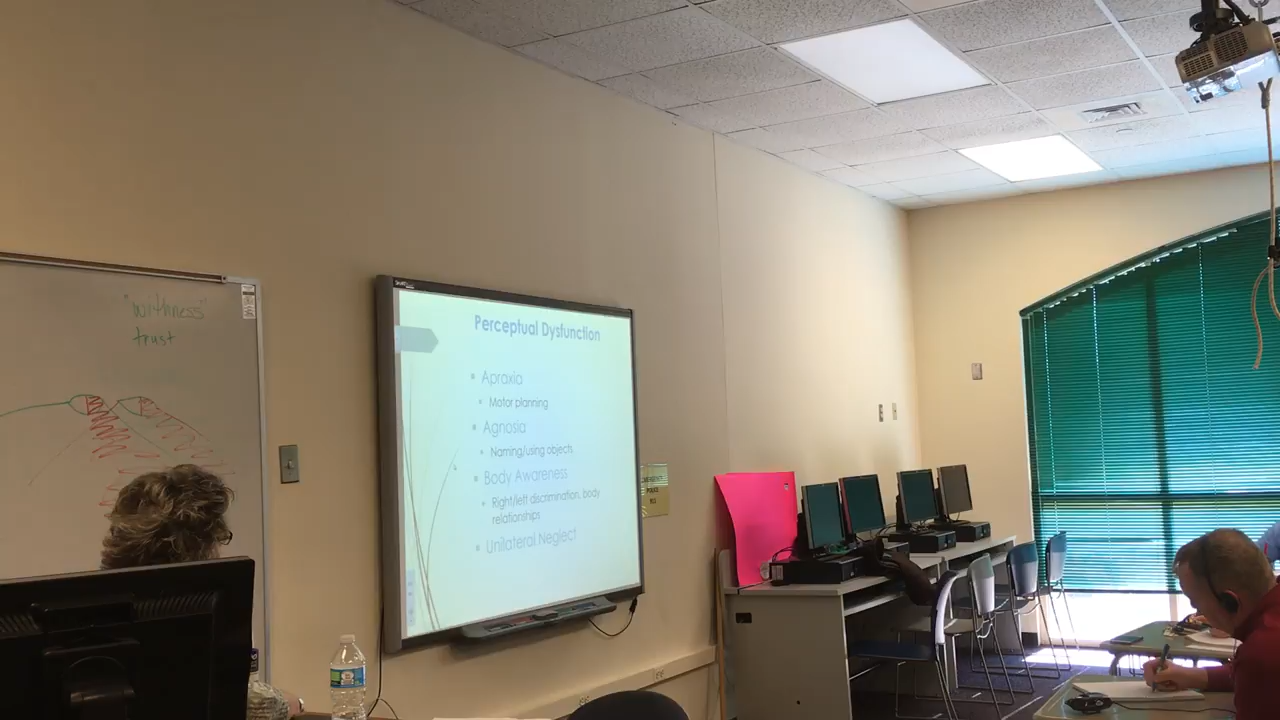 "withness"
trust
SMART
Perceptual Dysfunction
Apraxia
Motor planning
Agnosia
Naming/using objects
Body Awareness
Right/left discrimination, body
relationships
Unilateral Neglect